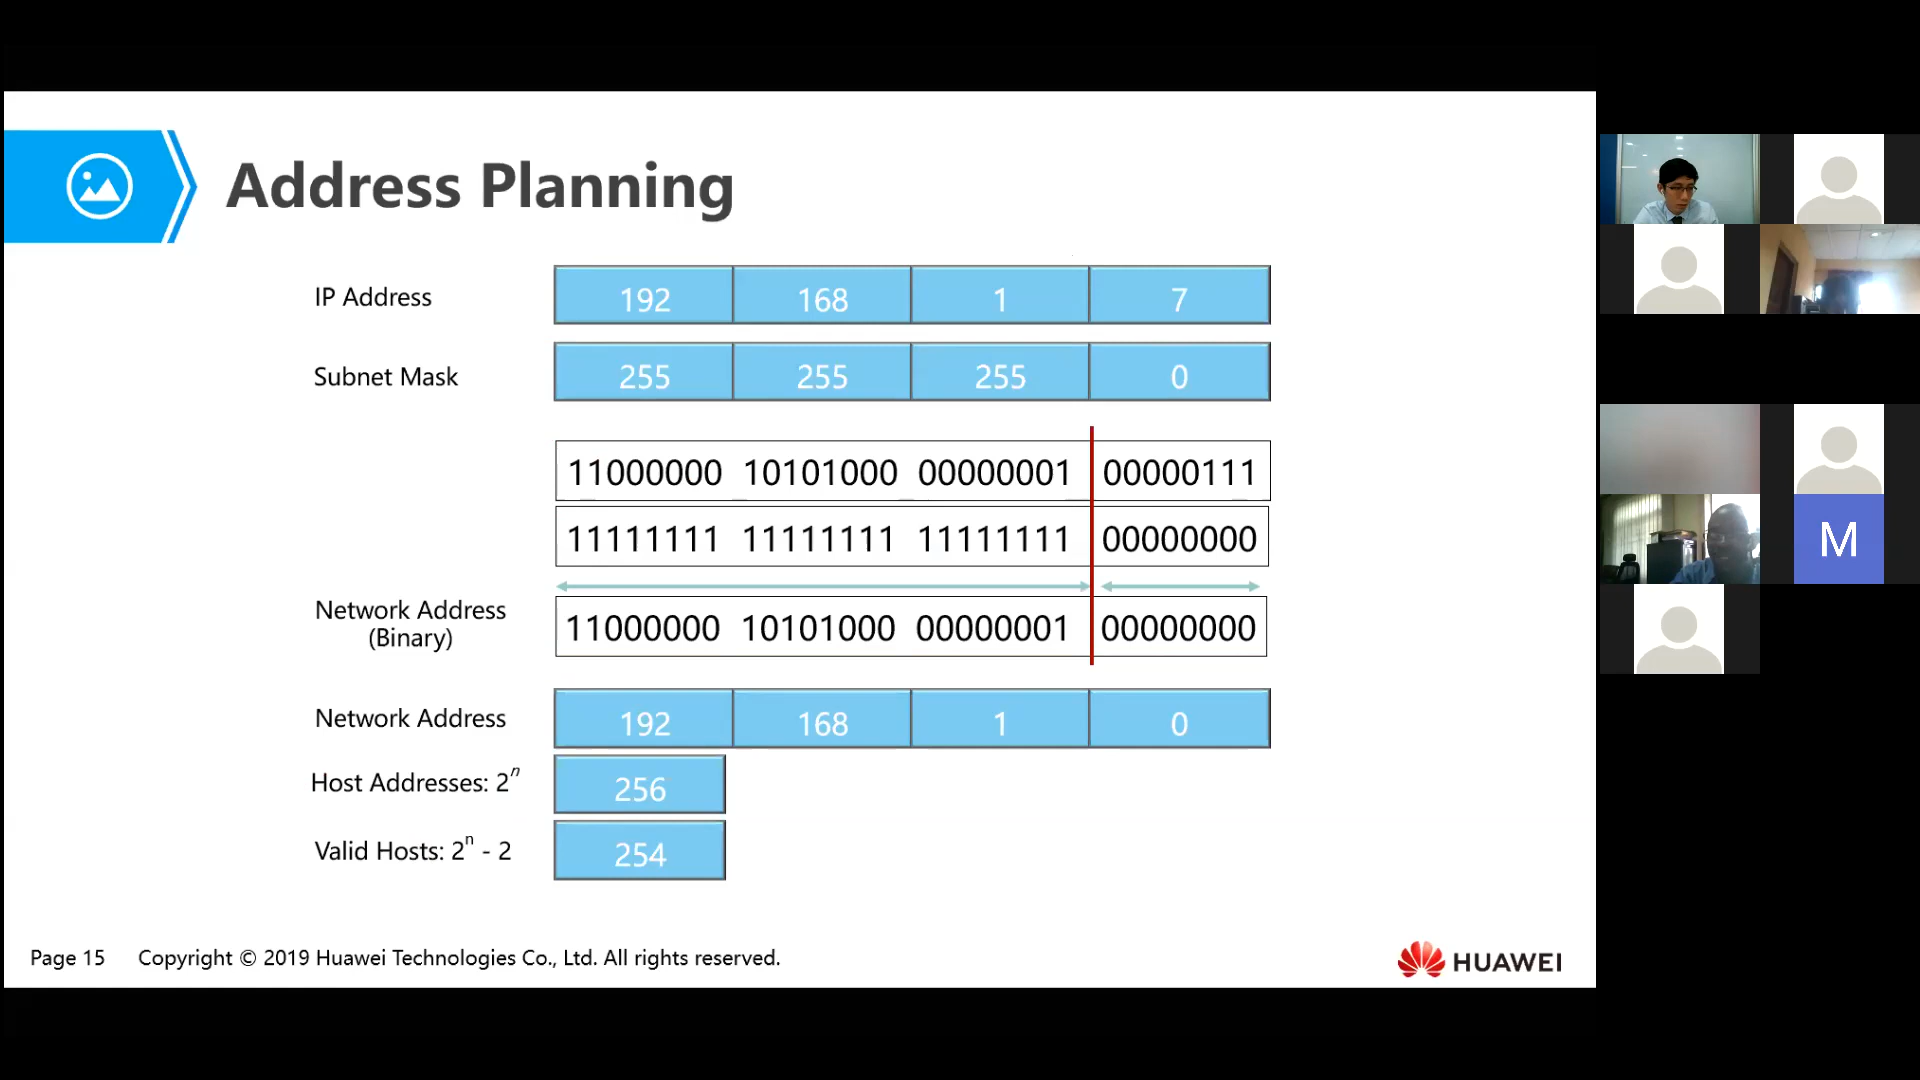 Address Planning
IP Address 192 168 1 7
Subnet Mask 255 255 255 0
11000000 10101000 00000001 00000111
11111111 11111111 11111111 00000000
Network Address
(Binary)
11000000 10101000 00000001 00000000
Network Address 192 168 1 0
Host Addresses: 2ⁿ 256
Valid Hosts: 2ⁿ - 2 254
Page 15 Copyright © 2019 Huawei Technologies Co., Ltd. All rights reserved.
HUAWEI
M